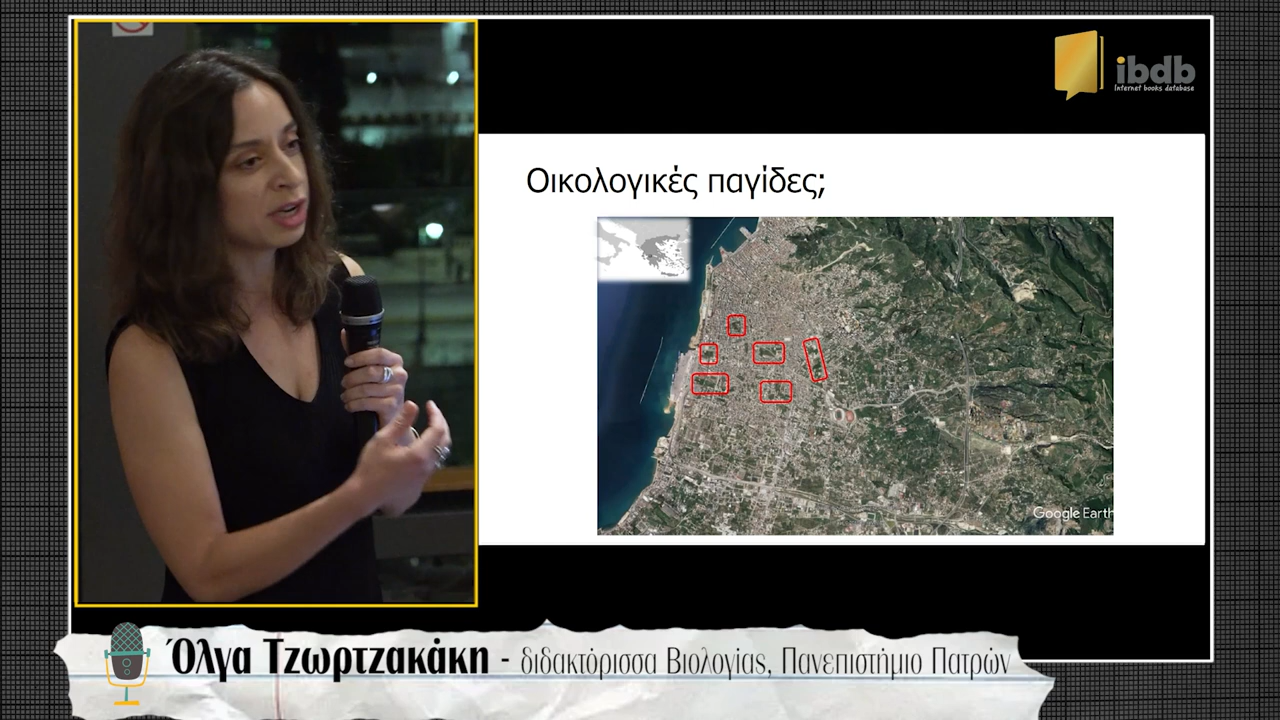 ibdb
Internet books database
Οικολογικές παγίδες;
Google Earth
Όλγα Τζωρτζακάκη - διδακτόρισσα Βιολογίας, Πανεπιστήμιο Πατρών